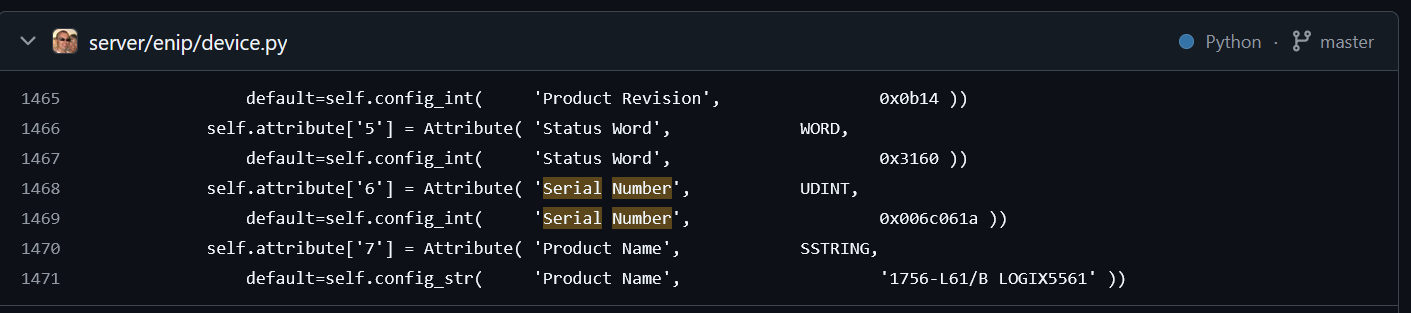 server/enip/device.py
Python · master
1465 default=self.config_int( 'Product Revision', 0x0b14 ))
1466 self.attribute['5'] = Attribute( 'Status Word', WORD,
1467 default=self.config_int( 'Status Word', 0x3160 ))
1468 self.attribute['6'] = Attribute( 'Serial Number', UDINT,
1469 default=self.config_int( 'Serial Number', 0x006c061a ))
1470 self.attribute['7'] = Attribute( 'Product Name', SSTRING,
1471 default=self.config_str( 'Product Name', '1756-L61/B LOGIX5561' ))